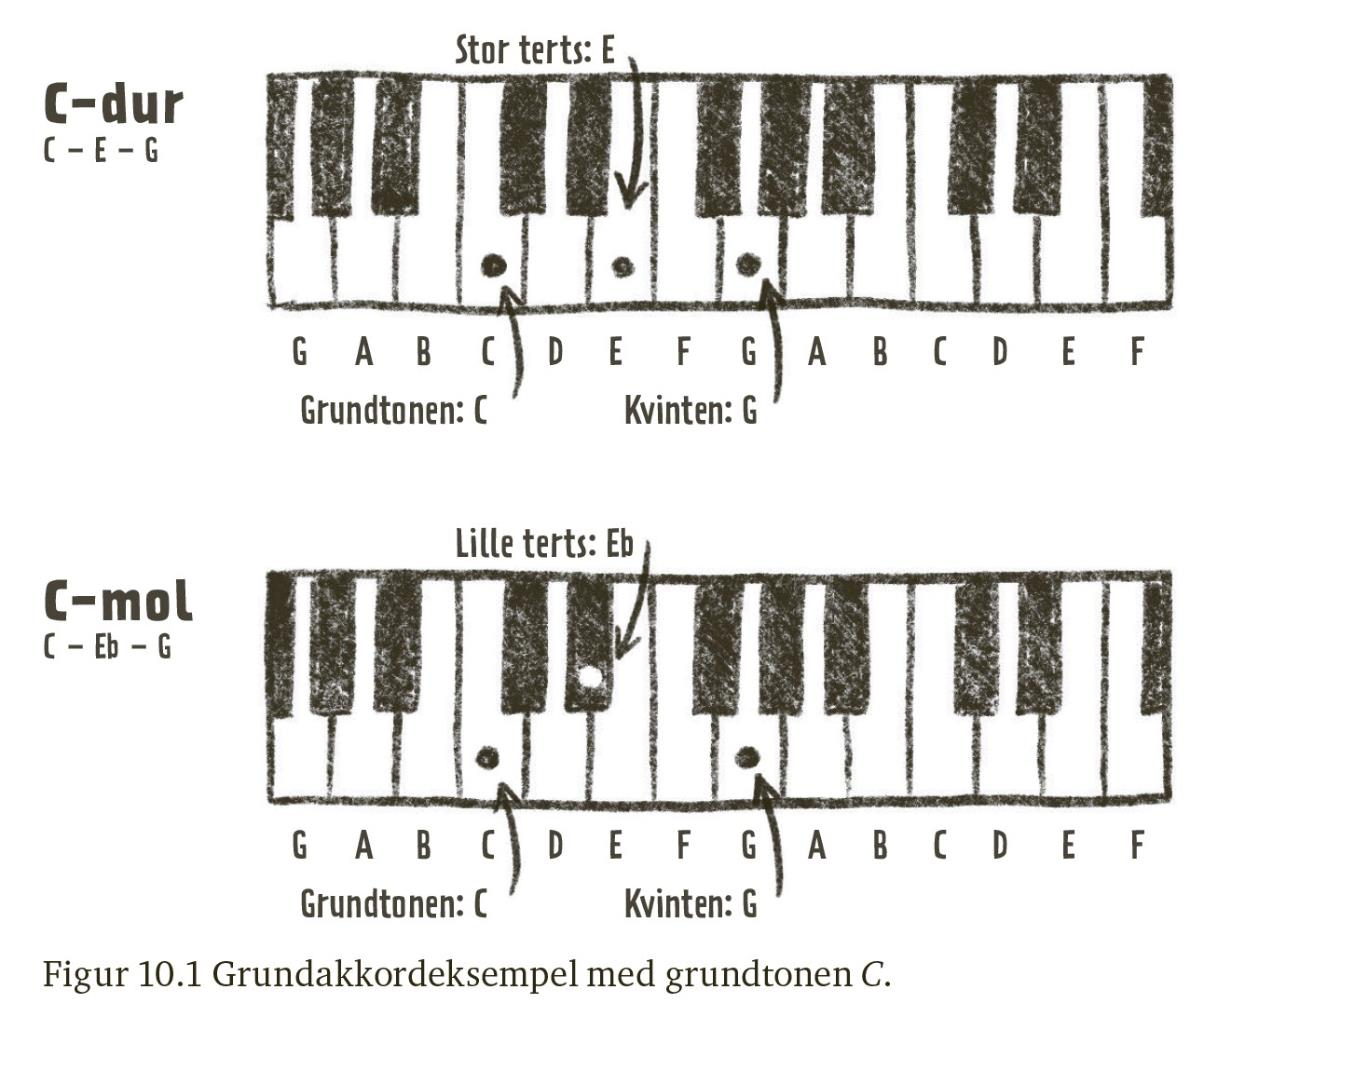 Stor terts: E
C-dur
C – E – G
G A B C D E F G A B C D E F
Grundtonen: C
Kvinten: G
Lille terts: Eb
C-mol
C – Eb – G
G A B C D E F G A B C D E F
Grundtonen: C
Kvinten: G
Figur 10.1 Grundakkordeksempel med grundtonen C.